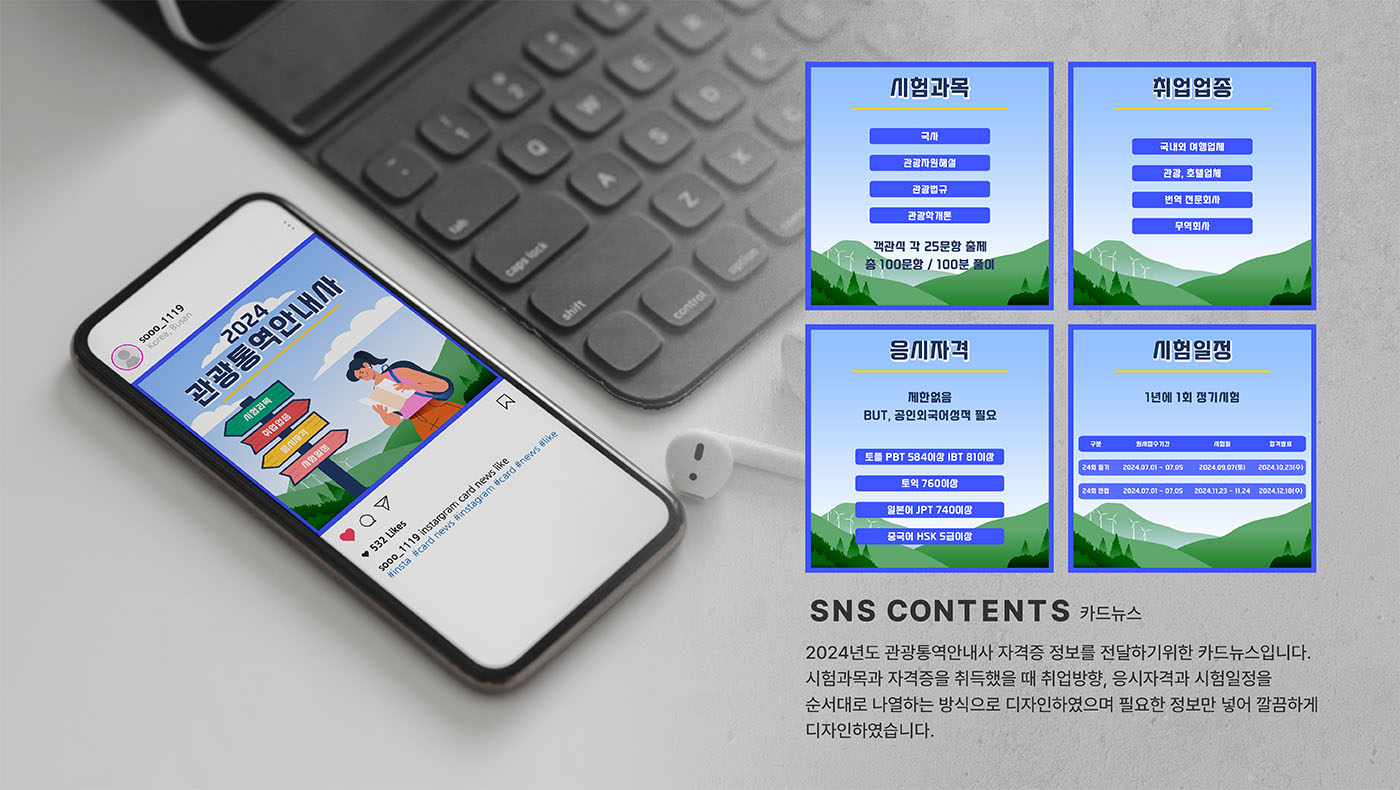 tab
caps lock
shift
option
control
Q
W
A
S
D
Z
X
sooo_1119
Korea, Busan
2024
관광통역안내사
시험과목
취업업종
응시자격
시험일정
532 Likes
sooo_1119 instargram card news like
#insta #card news #instagram #card #news #like
시험과목
국사
관광자원해설
관광법규
관광학개론
객관식 각 25문항 출제
총 100문항 / 100분 풀이
취업업종
국내외 여행업체
관광, 호텔업체
번역 전문회사
무역회사
응시자격
제한없음
BUT, 공인외국어성적 필요
토플 PBT 584이상 IBT 81이상
토익 760이상
일본어 JPT 740이상
중국어 HSK 5급이상
시험일정
1년에 1회 정기시험
구분 원서접수기간 시험일 합격발표
24회 필기 2024.07.01 ~ 07.05 2024.09.07(토) 2024.10.23(수)
24회 면접 2024.07.01 ~ 07.05 2024.11.23 ~ 11.24 2024.12.18(수)
SNS CONTENTS 카드뉴스
2024년도 관광통역안내사 자격증 정보를 전달하기위한 카드뉴스입니다.
시험과목과 자격증을 취득했을 때 취업방향, 응시자격과 시험일정을
순서대로 나열하는 방식으로 디자인하였으며 필요한 정보만 넣어 깔끔하게
디자인하였습니다.